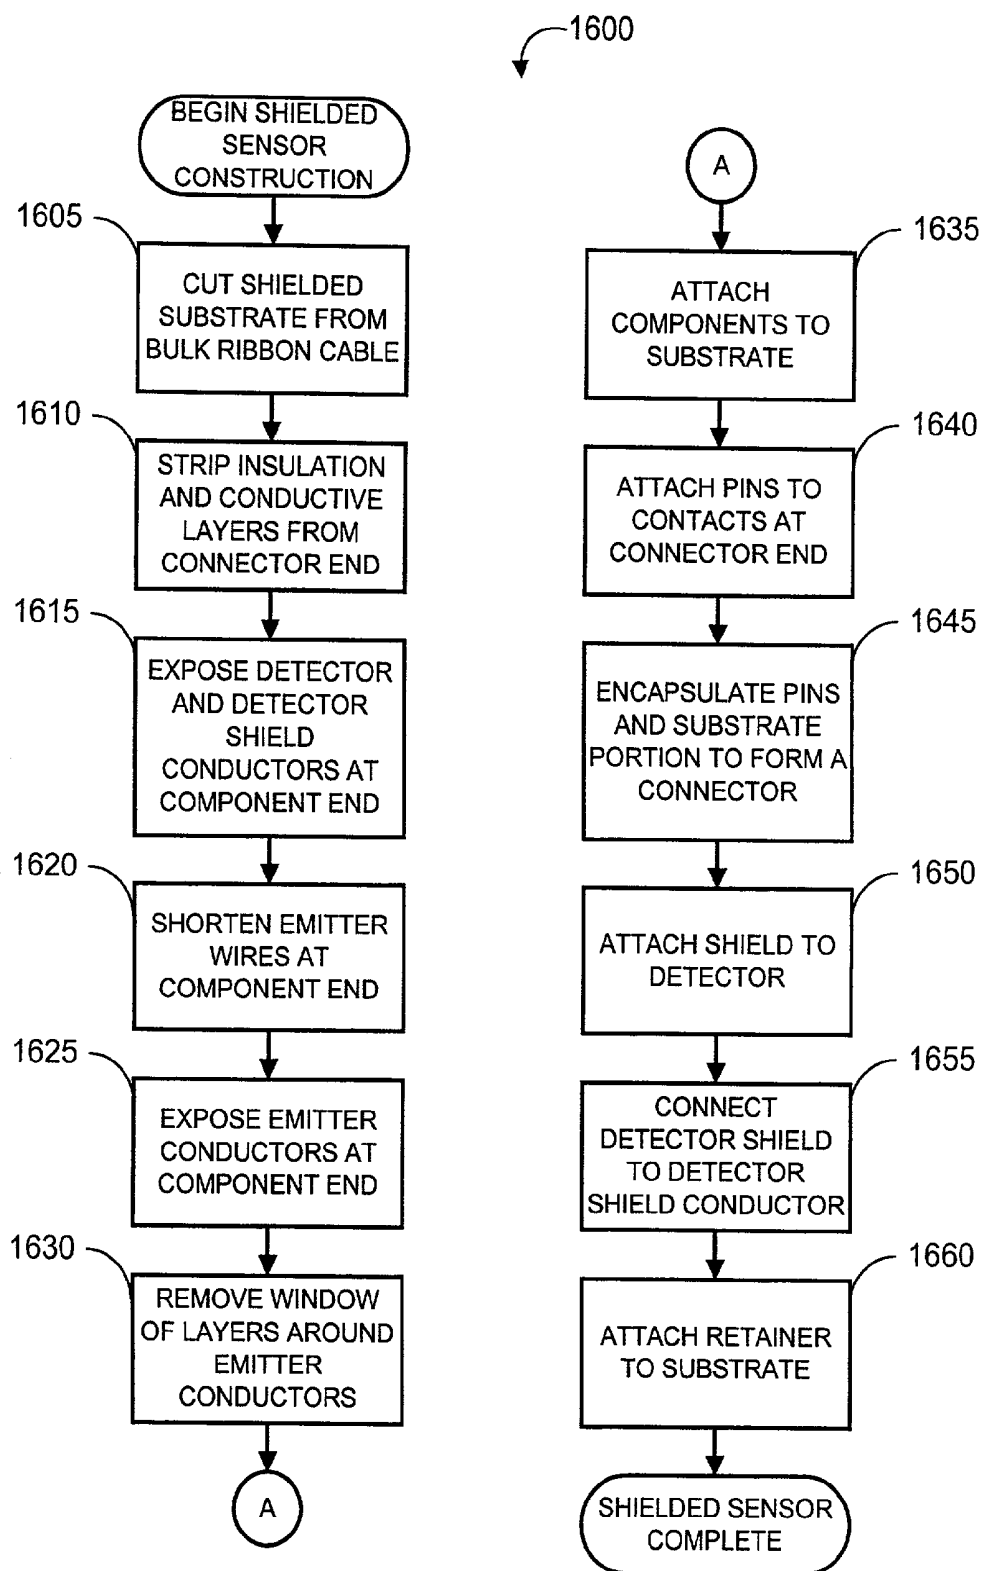 1600
BEGIN SHIELDED
SENSOR
CONSTRUCTION
1605
CUT SHIELDED
SUBSTRATE FROM
BULK RIBBON CABLE
1610
STRIP INSULATION
AND CONDUCTIVE
LAYERS FROM
CONNECTOR END
1615
EXPOSE DETECTOR
AND DETECTOR
SHIELD
CONDUCTORS AT
COMPONENT END
1620
SHORTEN EMITTER
WIRES AT
COMPONENT END
1625
EXPOSE EMITTER
CONDUCTORS AT
COMPONENT END
1630
REMOVE WINDOW
OF LAYERS AROUND
EMITTER
CONDUCTORS
A
A
1635
ATTACH
COMPONENTS TO
SUBSTRATE
1640
ATTACH PINS TO
CONTACTS AT
CONNECTOR END
1645
ENCAPSULATE PINS
AND SUBSTRATE
PORTION TO FORM A
CONNECTOR
1650
ATTACH SHIELD TO
DETECTOR
1655
CONNECT
DETECTOR SHIELD
TO DETECTOR
SHIELD CONDUCTOR
1660
ATTACH RETAINER
TO SUBSTRATE
SHIELDED SENSOR
COMPLETE